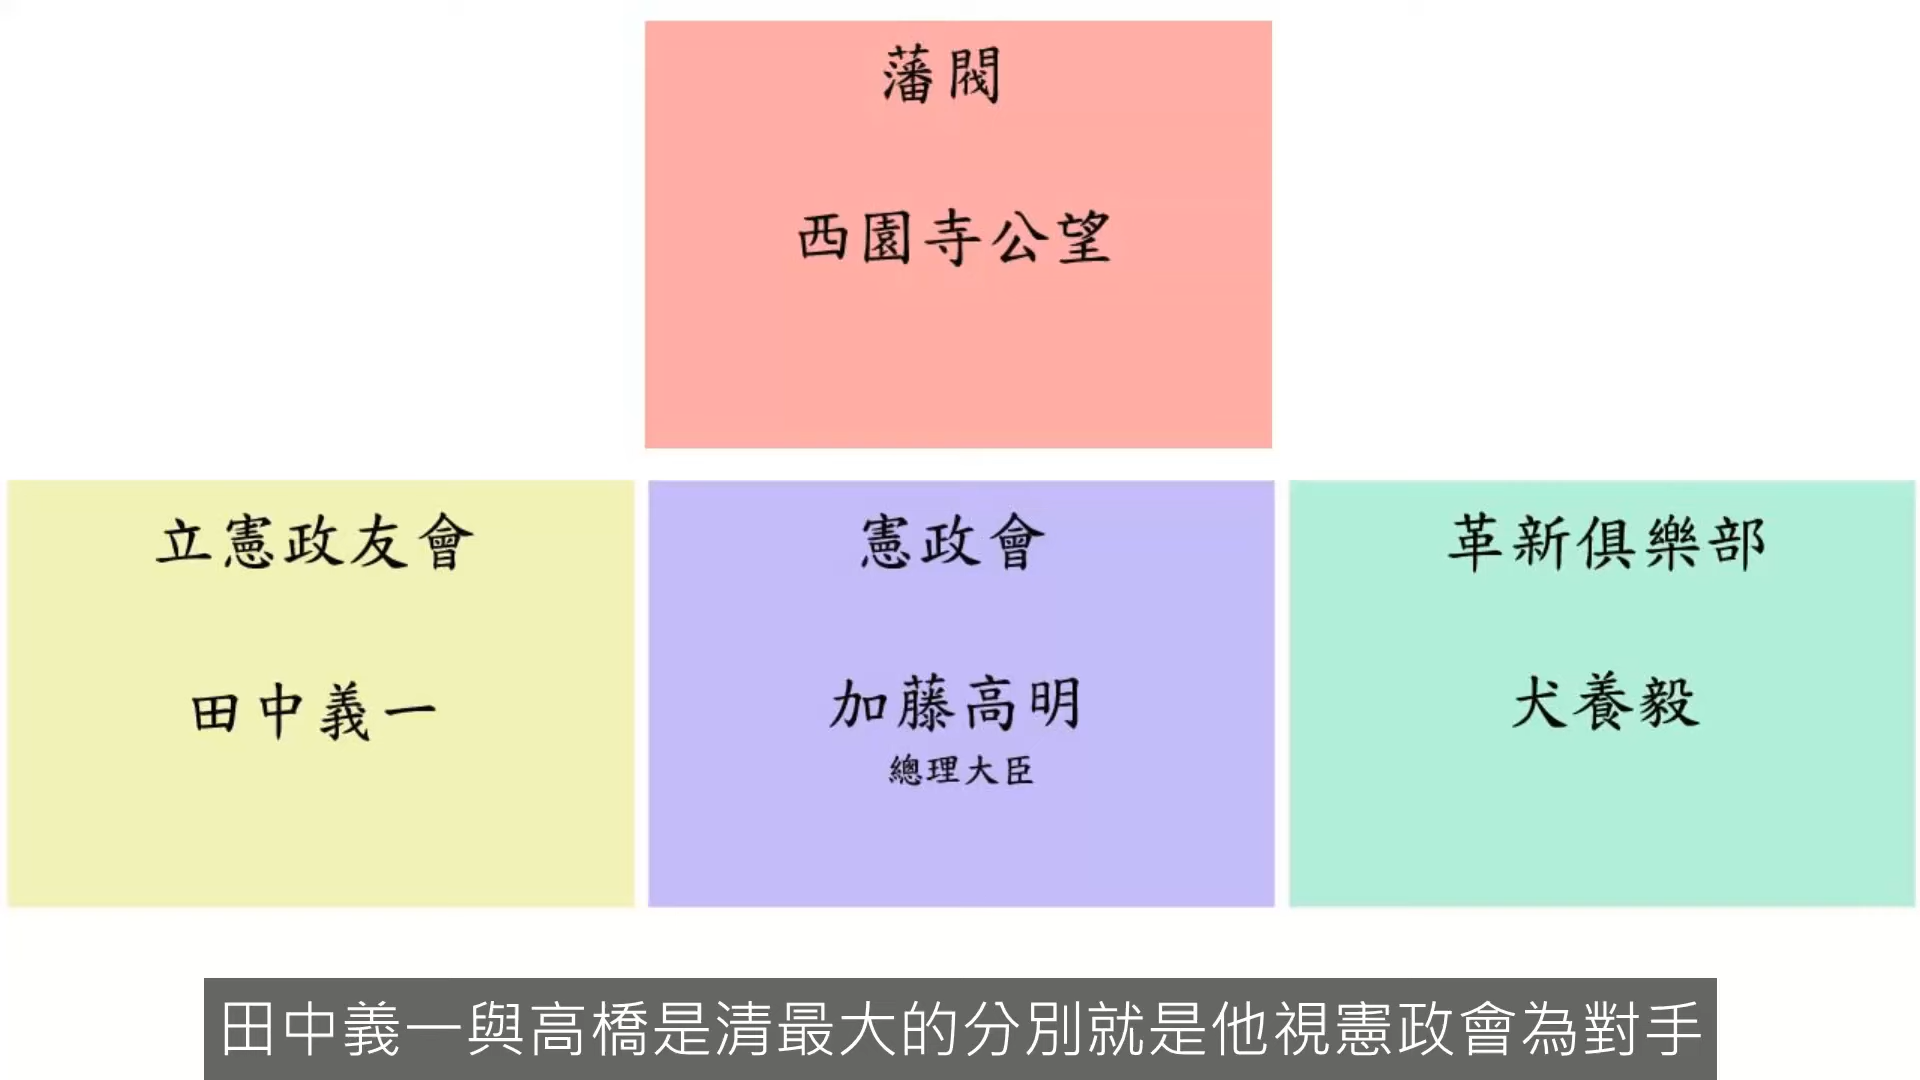 藩閥
西園寺公望
立憲政友會
田中義一
憲政會
加藤高明
總理大臣
革新俱樂部
犬養毅
田中義一與高橋是清最大的分別就是他視憲政會為對手